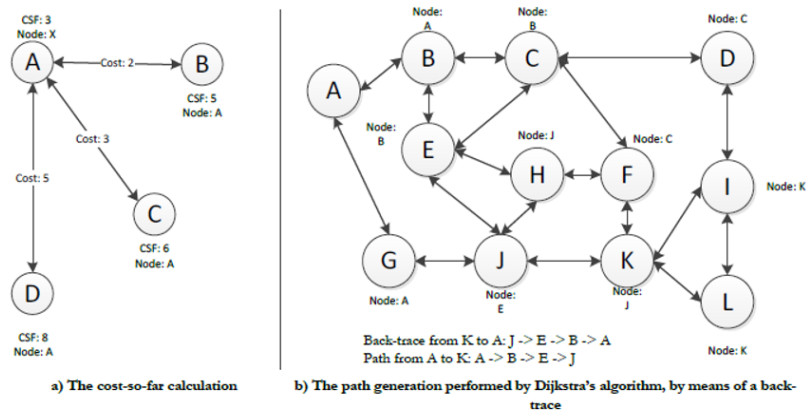 CSF: 3
Node: X
A
Cost: 2
B
CSF: 5
Node: A
Cost: 3
Cost: 5
C
CSF: 6
Node: A
D
CSF: 8
Node: A
a) The cost-so-far calculation
Node:
A
Node:
B
Node: C
B
C
D
A
Node:
B
E
Node: J
Node: C
H
F
I
Node: K
G
J
K
L
Node: A
Node:
E
Node:
J
Node: K
Back-trace from K to A: J -> E -> B -> A
Path from A to K: A -> B -> E -> J
b) The path generation performed by Dijkstra's algorithm, by means of a back-
trace